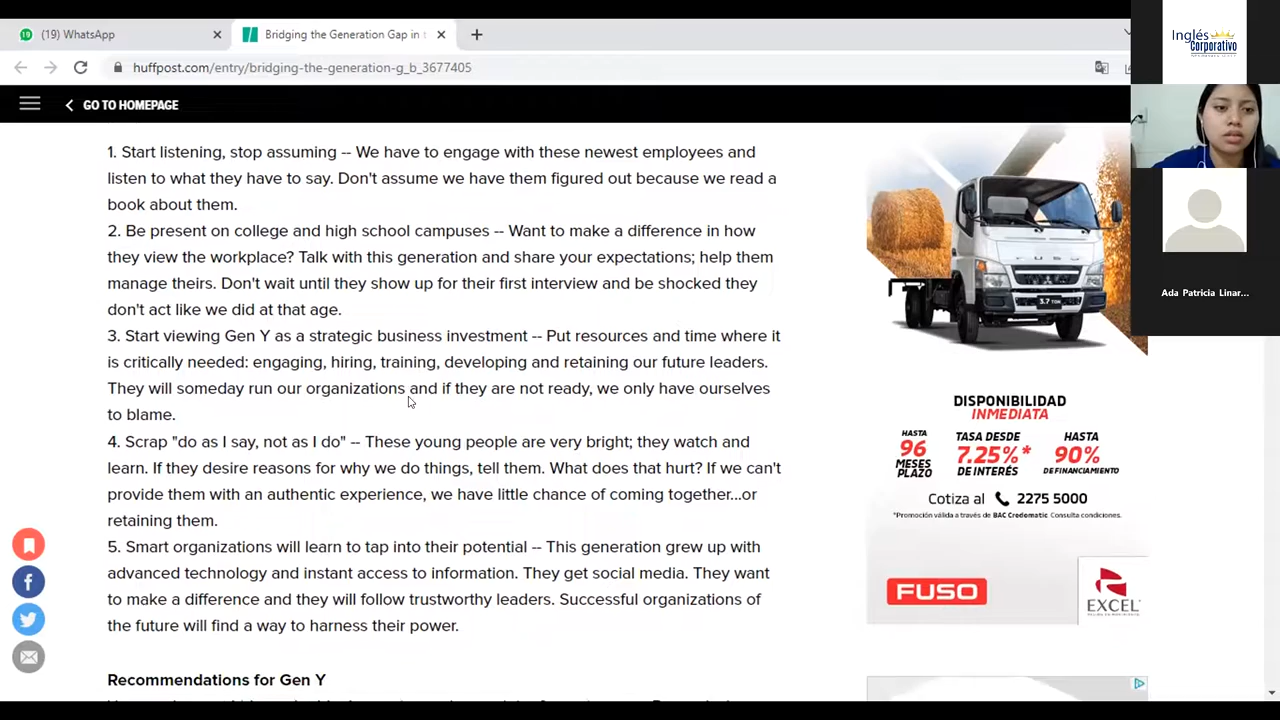 (19) WhatsApp
Bridging the Generation Gap in t
huffpost.com/entry/bridging-the-generation-g_b_3677405
GO TO HOMEPAGE
1. Start listening, stop assuming -- We have to engage with these newest employees and
listen to what they have to say. Don't assume we have them figured out because we read a
book about them.
2. Be present on college and high school campuses -- Want to make a difference in how
they view the workplace? Talk with this generation and share your expectations; help them
manage theirs. Don't wait until they show up for their first interview and be shocked they
don't act like we did at that age.
3. Start viewing Gen Y as a strategic business investment -- Put resources and time where it
is critically needed: engaging, hiring, training, developing and retaining our future leaders.
They will someday run our organizations and if they are not ready, we only have ourselves
to blame.
4. Scrap "do as I say, not as I do" -- These young people are very bright; they watch and
learn. If they desire reasons for why we do things, tell them. What does that hurt? If we can't
provide them with an authentic experience, we have little chance of coming together...or
retaining them.
5. Smart organizations will learn to tap into their potential -- This generation grew up with
advanced technology and instant access to information. They get social media. They want
to make a difference and they will follow trustworthy leaders. Successful organizations of
the future will find a way to harness their power.
Recommendations for Gen Y
FUSO
3.7 TON
DISPONIBILIDAD
INMEDIATA
HASTA
96
MESES
PLAZO
TASA DESDE
7.25%*
DE INTERÉS
HASTA
90%
DE FINANCIAMIENTO
Cotiza al 2275 5000
*Promoción válida a través de BAC Credomatic Consulta condiciones.
FUSO
EXCEL
Inglés
Corporativo
Ada Patricia Linar...